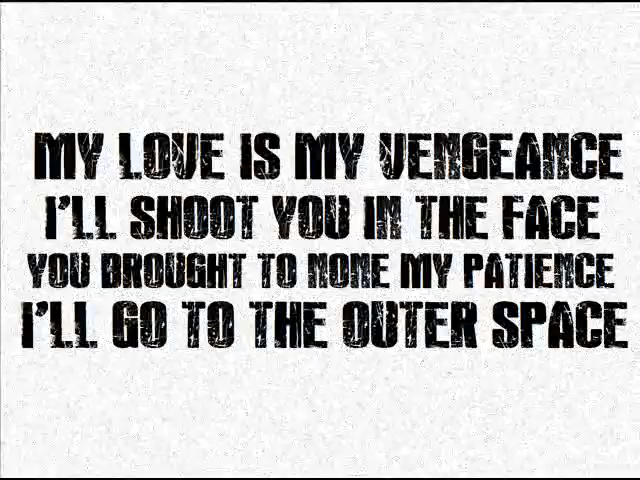 MY LOVE IS MY VENGEANCE
I'LL SHOOT YOU IN THE FACE
YOU BROUGHT TO NONE MY PATIENCE
I'LL GO TO THE OUTER SPACE